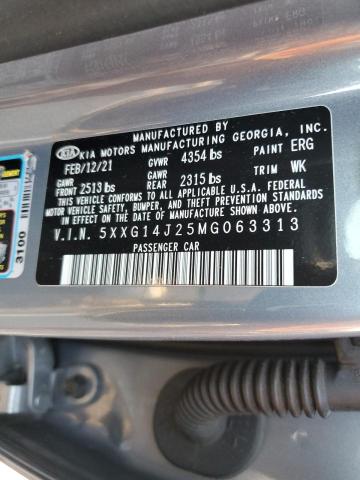 MANUFACTURED BY
KIA KIA MOTORS MANUFACTURING GEORGIA, INC.
FEB/12/21 GVWR 4354 lbs PAINT ERG
GAWR FRONT 2513 lbs GAWR REAR 2315 lbs TRIM WK
THIS VEHICLE CONFORMS TO ALL APPLICABLE U.S.A. FEDERAL
MOTOR VEHICLE SAFETY, BUMPER, AND THEFT PREVENTION
STANDARDS IN EFFECT ON THE DATE OF MANUFACTURE SHOWN ABOVE.
V.I.N. 5XXG14J25MG063313
PASSENGER CAR
3100